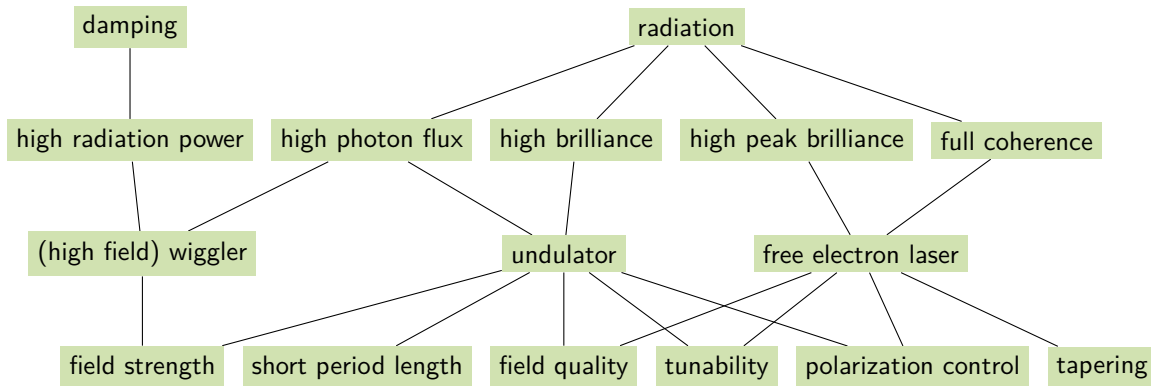 damping
radiation
high radiation power
high photon flux
high brilliance
high peak brilliance
full coherence
(high field) wiggler
undulator
free electron laser
field strength
short period length
field quality
tunability
polarization control
tapering